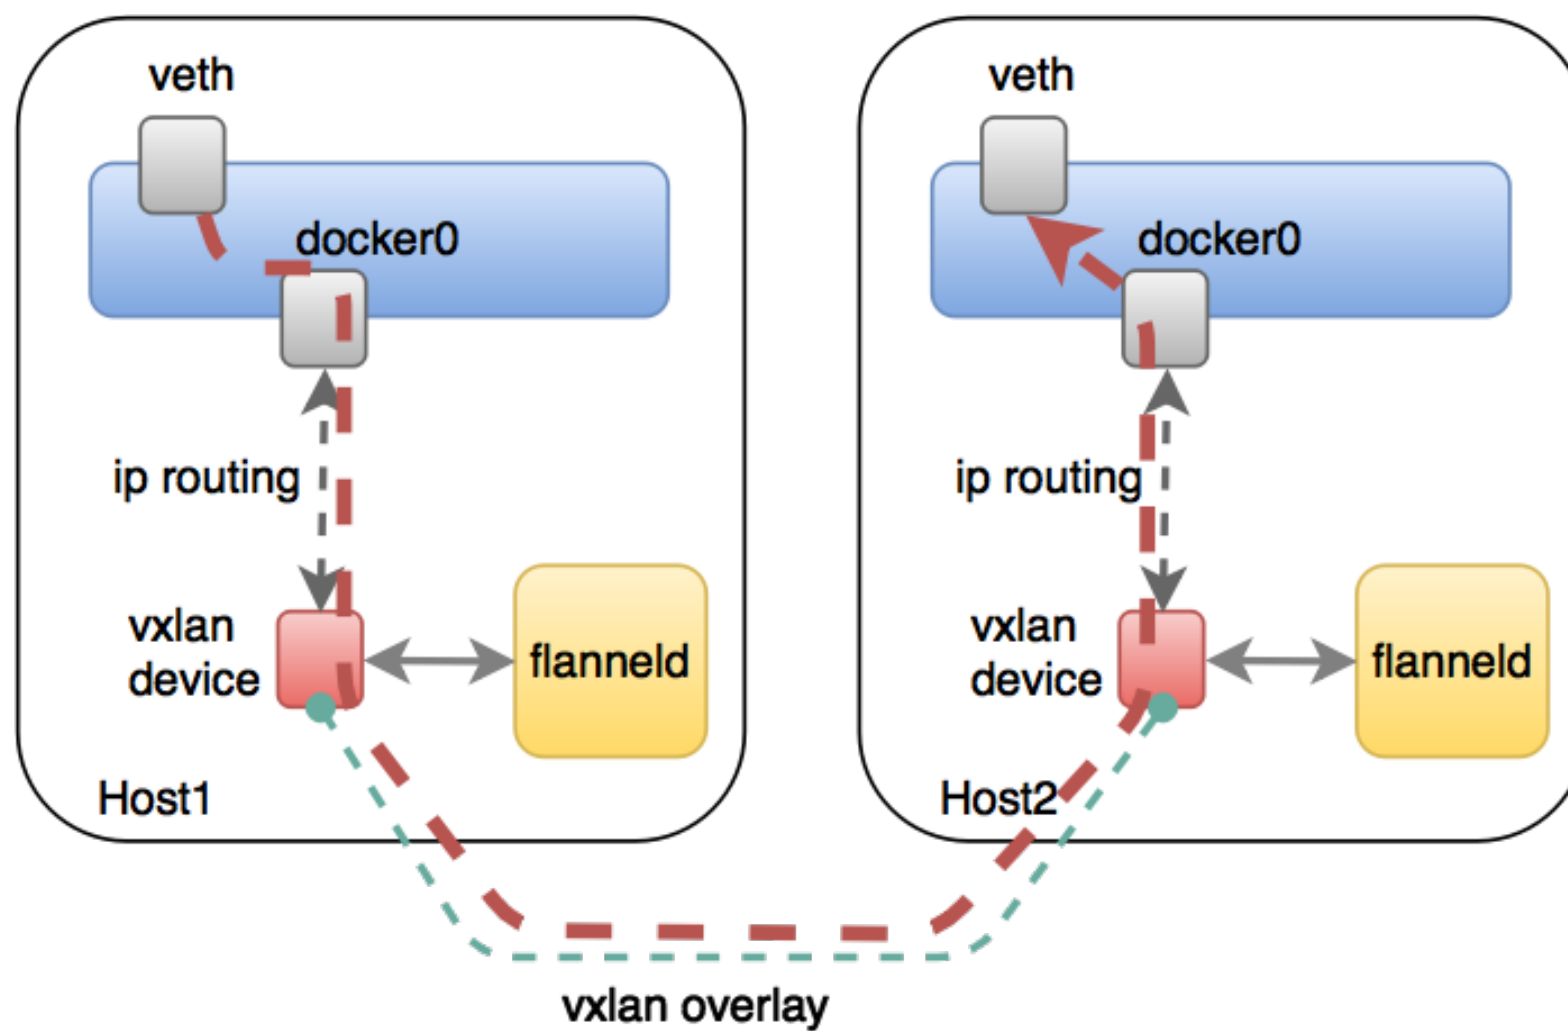 veth
docker0
ip routing
vxlan
device
flanneld
Host1
veth
docker0
ip routing
vxlan
device
flanneld
Host2
vxlan overlay